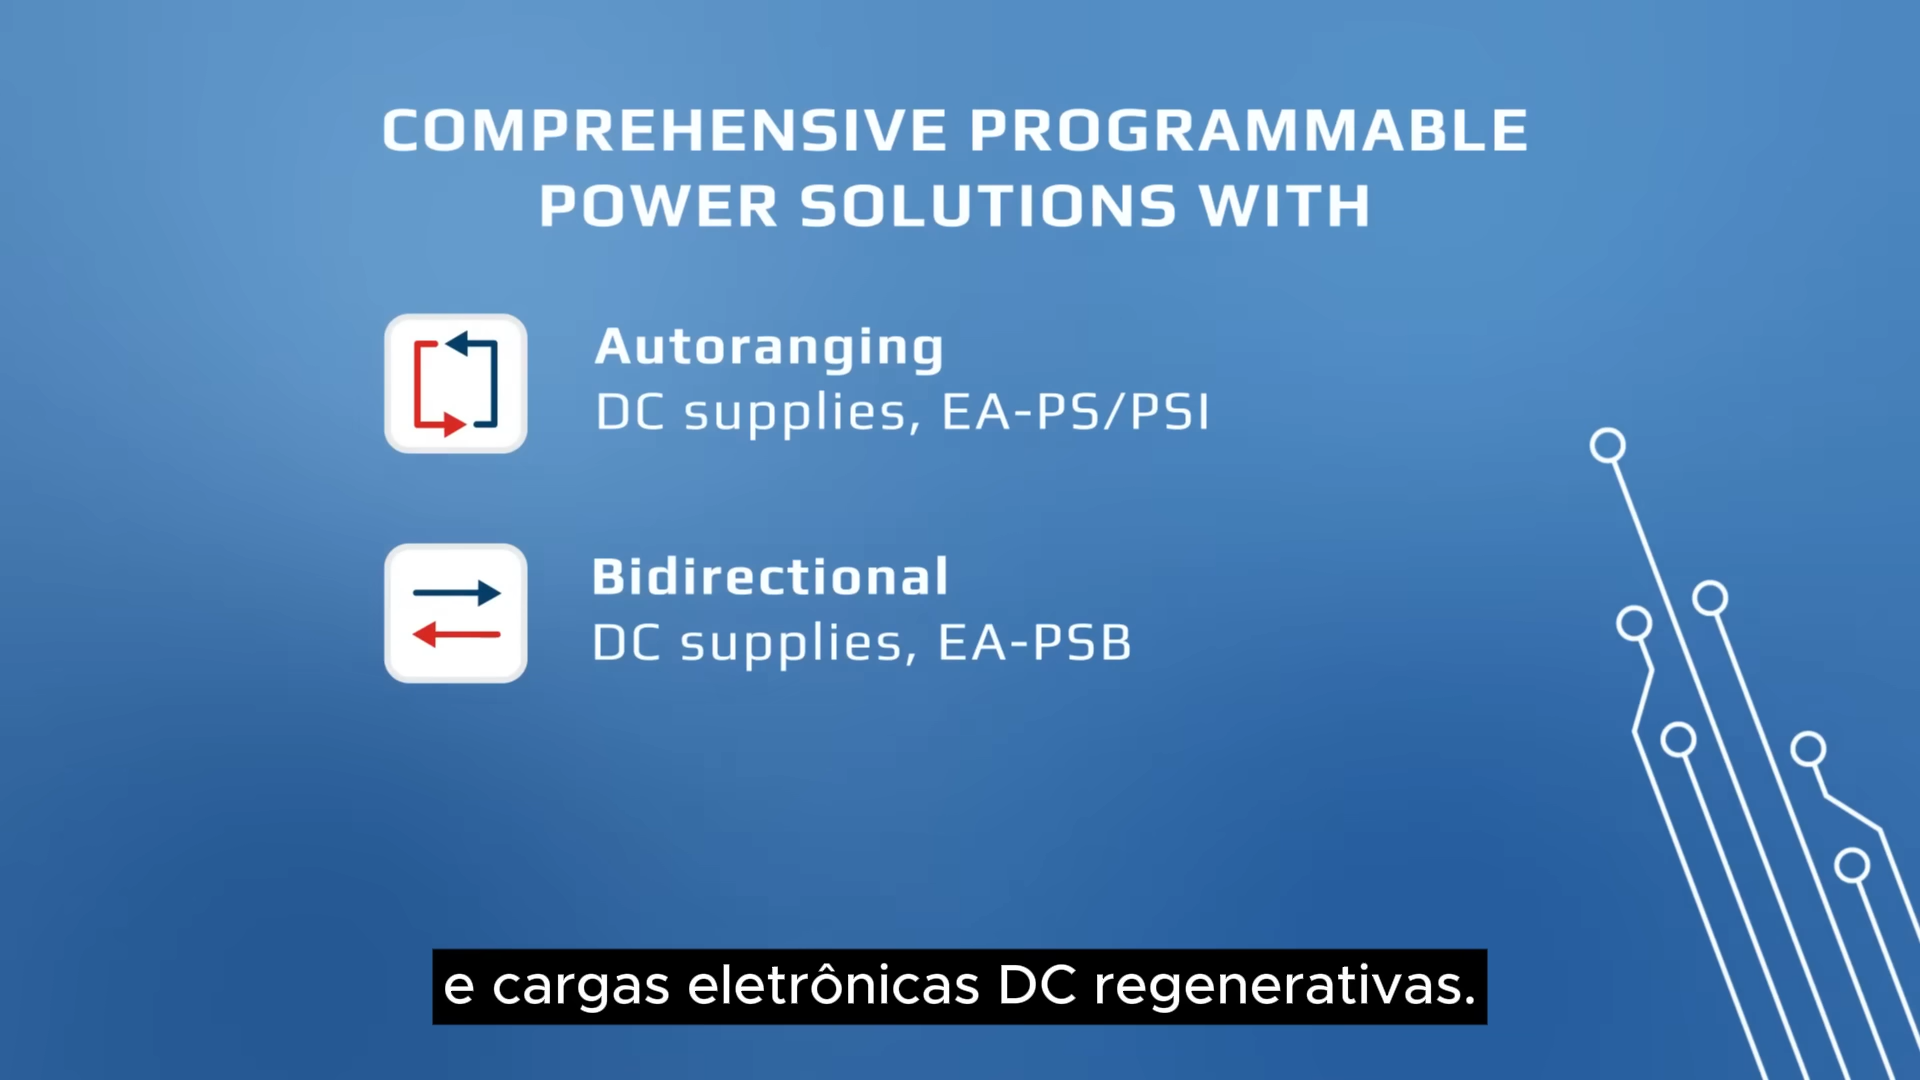 COMPREHENSIVE PROGRAMMABLE
POWER SOLUTIONS WITH
Autoranging
DC supplies, EA-PS/PSI
Bidirectional
DC supplies, EA-PSB
e cargas eletrônicas DC regenerativas.